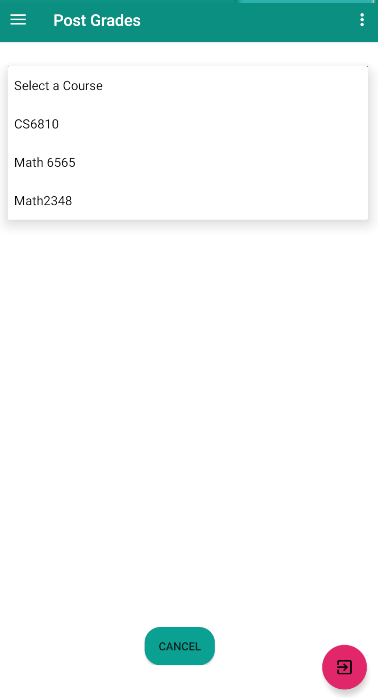 Post Grades
Select a Course
CS6810
Math 6565
Math2348
CANCEL